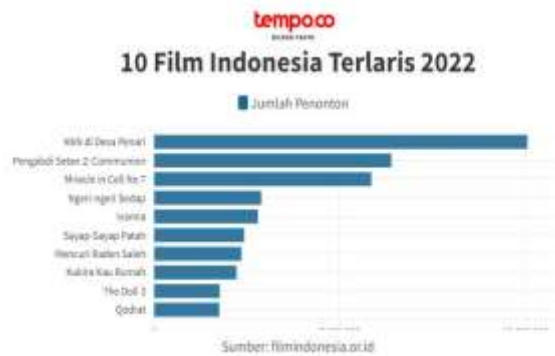 tempo.co
10 Film Indonesia Terlaris 2022
Jumlah Penonton
KKN di Desa Penari
Pengabdi Setan 2: Communion
Miracle in Cell No 7
Ngeri-ngeri Sedap
Ivanna
Sayap-Sayap Patah
Mencuri Raden Saleh
Kukira Kau Rumah
The Doll 3
Qodrat
Sumber: filmindonesia.or.id